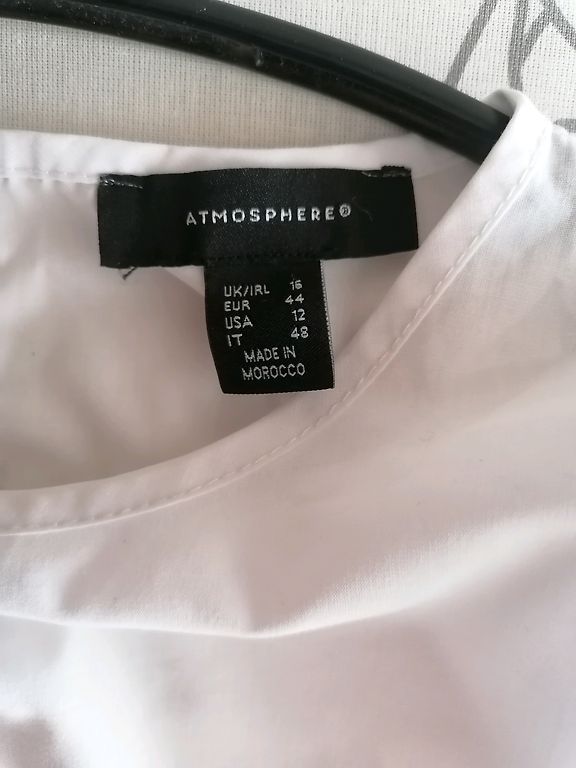 ATMOSPHERE®
UK/IRL 16
EUR 44
USA 12
IT 48
MADE IN
MOROCCO